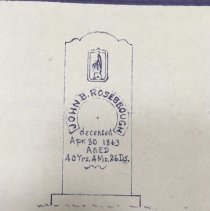 JOHN B. ROSEBROUGH
deceased
Apr. 30 1863
AGED
40 Yrs. 4 Mo. 26 Ds.